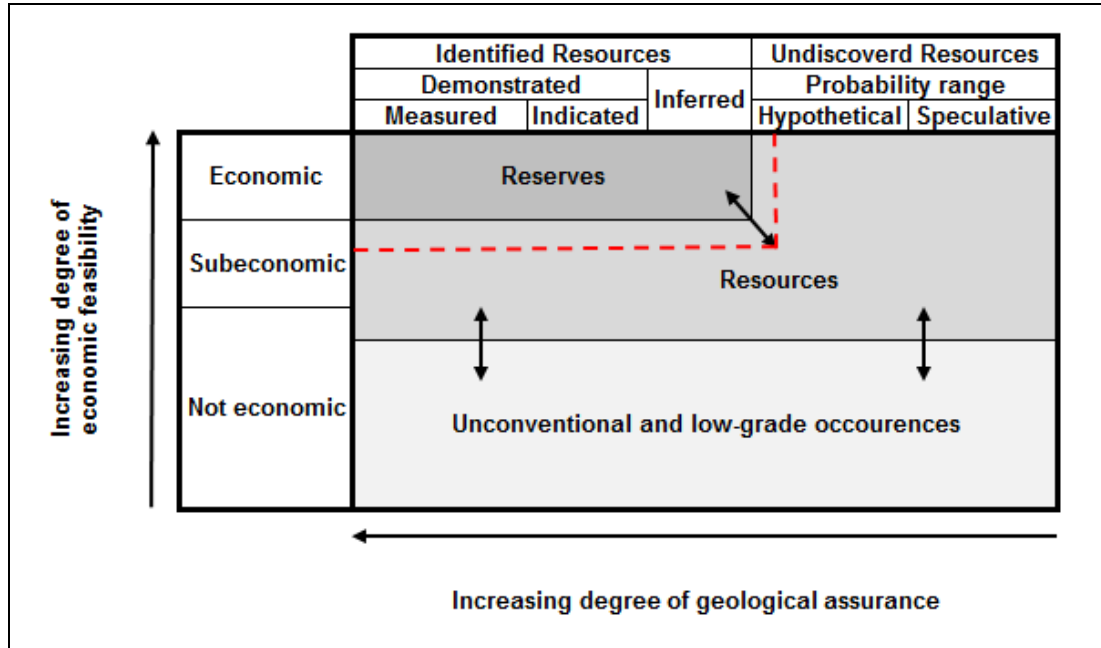 Identified Resources
Undiscoverd Resources
Demonstrated
Inferred
Probability range
Measured
Indicated
Hypothetical
Speculative
Increasing degree of
economic feasibility
Economic
Reserves
Subeconomic
Resources
Not economic
Unconventional and low-grade occourences
Increasing degree of geological assurance